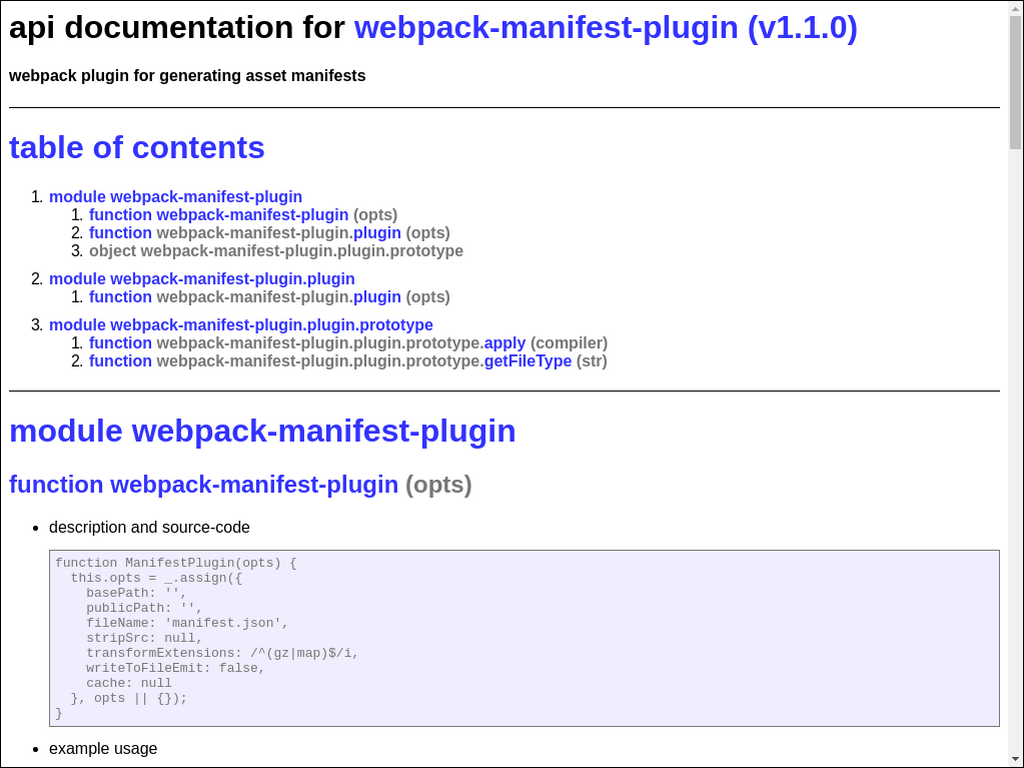 api documentation for webpack-manifest-plugin (v1.1.0)
webpack plugin for generating asset manifests
table of contents
1. module webpack-manifest-plugin
1. function webpack-manifest-plugin (opts)
2. function webpack-manifest-plugin.plugin (opts)
3. object webpack-manifest-plugin.plugin.prototype
2. module webpack-manifest-plugin.plugin
1. function webpack-manifest-plugin.plugin (opts)
3. module webpack-manifest-plugin.plugin.prototype
1. function webpack-manifest-plugin.plugin.prototype.apply (compiler)
2. function webpack-manifest-plugin.plugin.prototype.getFileType (str)
module webpack-manifest-plugin
function webpack-manifest-plugin (opts)
• description and source-code
function ManifestPlugin(opts) {
  this.opts = _.assign({
    basePath: '',
    publicPath: '',
    fileName: 'manifest.json',
    stripSrc: null,
    transformExtensions: /^(gz|map)$/i,
    writeToFileEmit: false,
    cache: null
  }, opts || {});
}
• example usage